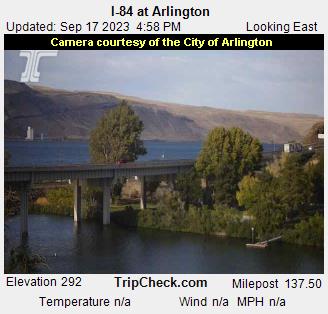 I-84 at Arlington
Updated: Sep 17 2023 4:58 PM Looking East
Camera courtesy of the City of Arlington
Elevation 292 TripCheck.com Milepost 137.50
Temperature n/a Wind n/a MPH n/a